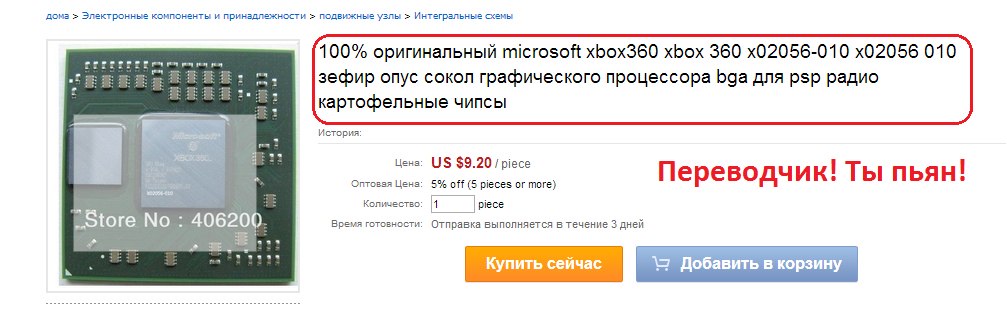 дома > Электронные компоненты и принадлежности > подвижные узлы > Интегральные схемы
100% оригинальный microsoft xbox360 xbox 360 x02056-010 x02056 010
зефир опус сокол графического процессора bga для psp радио
картофельные чипсы
История:
Цена: US $9.20 / piece
Переводчик! Ты пьян!
Оптовая Цена: 5% off (5 pieces or more)
Количество: 1 piece
Время готовности: Отправка выполняется в течение 3 дней
Купить сейчас
Добавить в корзину
Microsoft
XBOX360
Store No : 406200